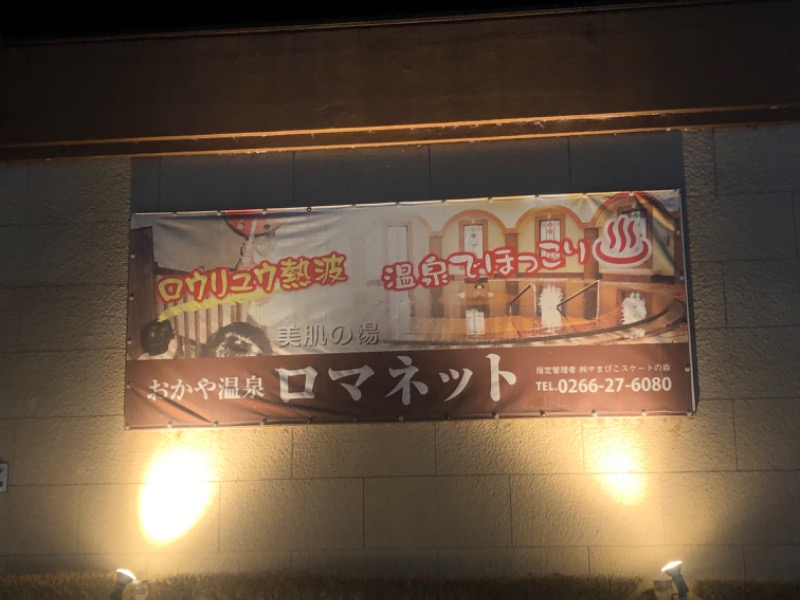 ロウリュウ熱波
温泉でほっこり
美肌の湯
おかや温泉 ロマネット
指定管理者 ㈱やまびこスケートの森
TEL.0266-27-6080